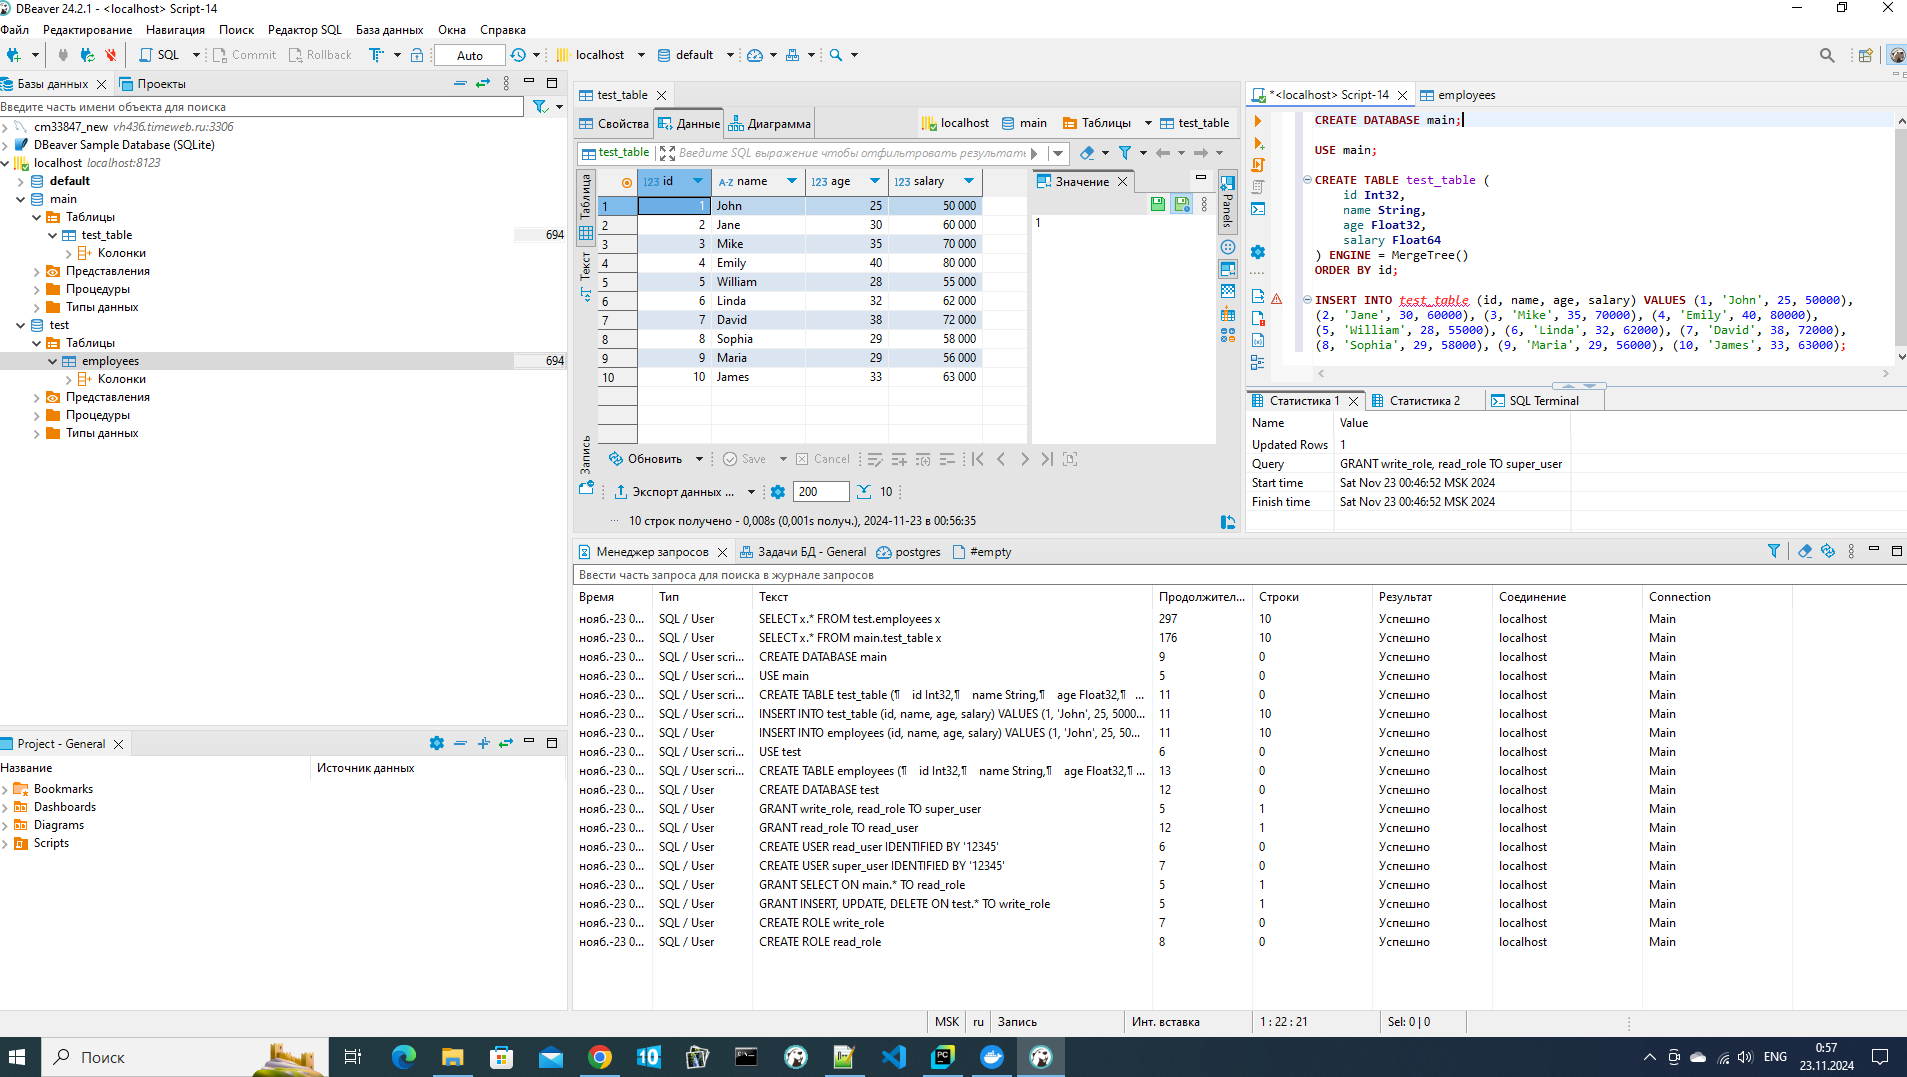 DBeaver 24.2.1 - <localhost> Script-14
Файл Редактирование Навигация Поиск Редактор SQL База данных Окна Справка
SQL Commit Rollback Auto localhost default
Базы данных Проекты
Введите часть имени объекта для поиска
cm33847_new vh436.timeweb.ru:3306
DBeaver Sample Database (SQLite)
localhost localhost:8123
default
main
Таблицы
test_table 694
Колонки
Представления
Процедуры
Типы данных
test
Таблицы
employees 694
Колонки
Представления
Процедуры
Типы данных
Project - General
Название Источник данных
Bookmarks
Dashboards
Diagrams
Scripts
test_table
Свойства Данные Диаграмма localhost main Таблицы test_table
test_table Введите SQL выражение чтобы отфильтровать результаты
Таблица
Текст
Запись
123 id A-Z name 123 age 123 salary
1 1 John 25 50 000
2 2 Jane 30 60 000
3 3 Mike 35 70 000
4 4 Emily 40 80 000
5 5 William 28 55 000
6 6 Linda 32 62 000
7 7 David 38 72 000
8 8 Sophia 29 58 000
9 9 Maria 29 56 000
10 10 James 33 63 000
Значение
1
Panels
Обновить Save Cancel
Экспорт данных ... 200 10
10 строк получено - 0,008s (0,001s получ.), 2024-11-23 в 00:56:35
*<localhost> Script-14 employees
CREATE DATABASE main;
USE main;
CREATE TABLE test_table (
id Int32,
name String,
age Float32,
salary Float64
) ENGINE = MergeTree()
ORDER BY id;
INSERT INTO test_table (id, name, age, salary) VALUES (1, 'John', 25, 50000),
(2, 'Jane', 30, 60000), (3, 'Mike', 35, 70000), (4, 'Emily', 40, 80000),
(5, 'William', 28, 55000), (6, 'Linda', 32, 62000), (7, 'David', 38, 72000),
(8, 'Sophia', 29, 58000), (9, 'Maria', 29, 56000), (10, 'James', 33, 63000);
Статистика 1 Статистика 2 SQL Terminal
Name Value
Updated Rows 1
Query GRANT write_role, read_role TO super_user
Start time Sat Nov 23 00:46:52 MSK 2024
Finish time Sat Nov 23 00:46:52 MSK 2024
Менеджер запросов Задачи БД - General postgres #empty
Ввести часть запроса для поиска в журнале запросов
Время Тип Текст Продолжител... Строки Результат Соединение Connection
нояб.-23 0... SQL / User SELECT x.* FROM test.employees x 297 10 Успешно localhost Main
нояб.-23 0... SQL / User SELECT x.* FROM main.test_table x 176 10 Успешно localhost Main
нояб.-23 0... SQL / User scri... CREATE DATABASE main 9 0 Успешно localhost Main
нояб.-23 0... SQL / User scri... USE main 5 0 Успешно localhost Main
нояб.-23 0... SQL / User scri... CREATE TABLE test_table (¶ id Int32,¶ name String,¶ age Float32,¶ ... 11 0 Успешно localhost Main
нояб.-23 0... SQL / User scri... INSERT INTO test_table (id, name, age, salary) VALUES (1, 'John', 25, 5000... 11 10 Успешно localhost Main
нояб.-23 0... SQL / User INSERT INTO employees (id, name, age, salary) VALUES (1, 'John', 25, 50... 11 10 Успешно localhost Main
нояб.-23 0... SQL / User scri... USE test 6 0 Успешно localhost Main
нояб.-23 0... SQL / User scri... CREATE TABLE employees (¶ id Int32,¶ name String,¶ age Float32,¶ ... 13 0 Успешно localhost Main
нояб.-23 0... SQL / User CREATE DATABASE test 12 0 Успешно localhost Main
нояб.-23 0... SQL / User GRANT write_role, read_role TO super_user 5 1 Успешно localhost Main
нояб.-23 0... SQL / User GRANT read_role TO read_user 12 1 Успешно localhost Main
нояб.-23 0... SQL / User CREATE USER read_user IDENTIFIED BY '12345' 6 0 Успешно localhost Main
нояб.-23 0... SQL / User CREATE USER super_user IDENTIFIED BY '12345' 7 0 Успешно localhost Main
нояб.-23 0... SQL / User GRANT SELECT ON main.* TO read_role 5 1 Успешно localhost Main
нояб.-23 0... SQL / User GRANT INSERT, UPDATE, DELETE ON test.* TO write_role 5 1 Успешно localhost Main
нояб.-23 0... SQL / User CREATE ROLE write_role 7 0 Успешно localhost Main
нояб.-23 0... SQL / User CREATE ROLE read_role 8 0 Успешно localhost Main
MSK ru Запись Инт. вставка 1 : 22 : 21 Sel: 0 | 0
Поиск 10 PC ENG 0:57
23.11.2024